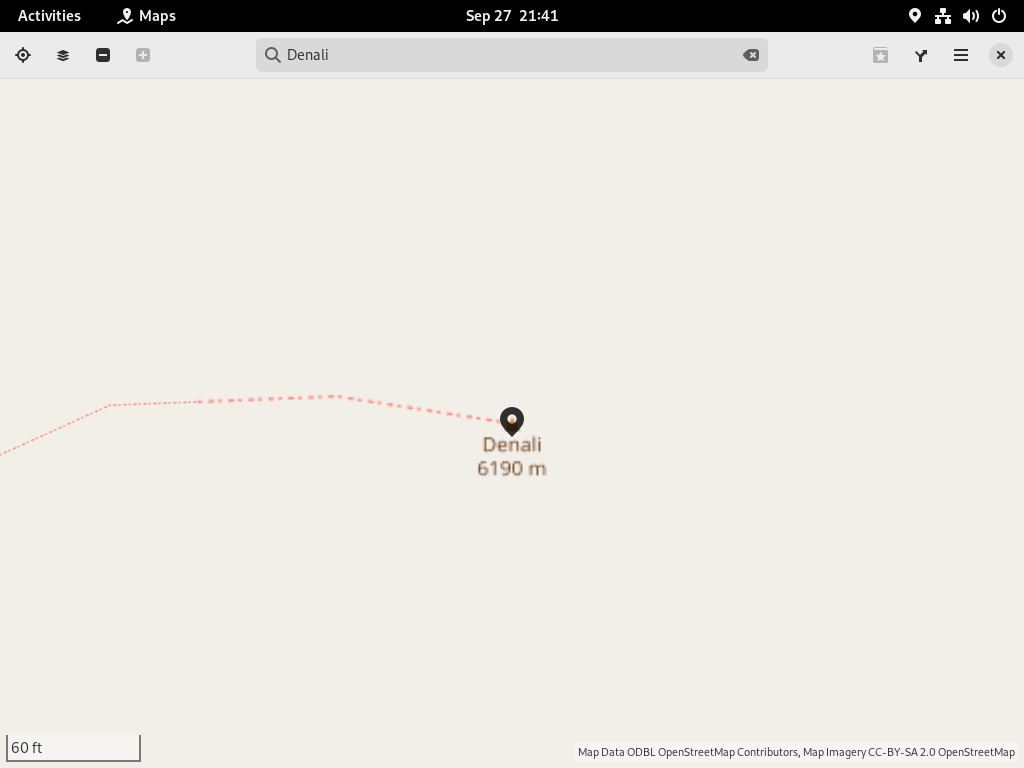 Activities
Maps
Sep 27 21:41
Denali
Denali
6190 m
60 ft
Map Data ODBL OpenStreetMap Contributors, Map Imagery CC-BY-SA 2.0 OpenStreetMap